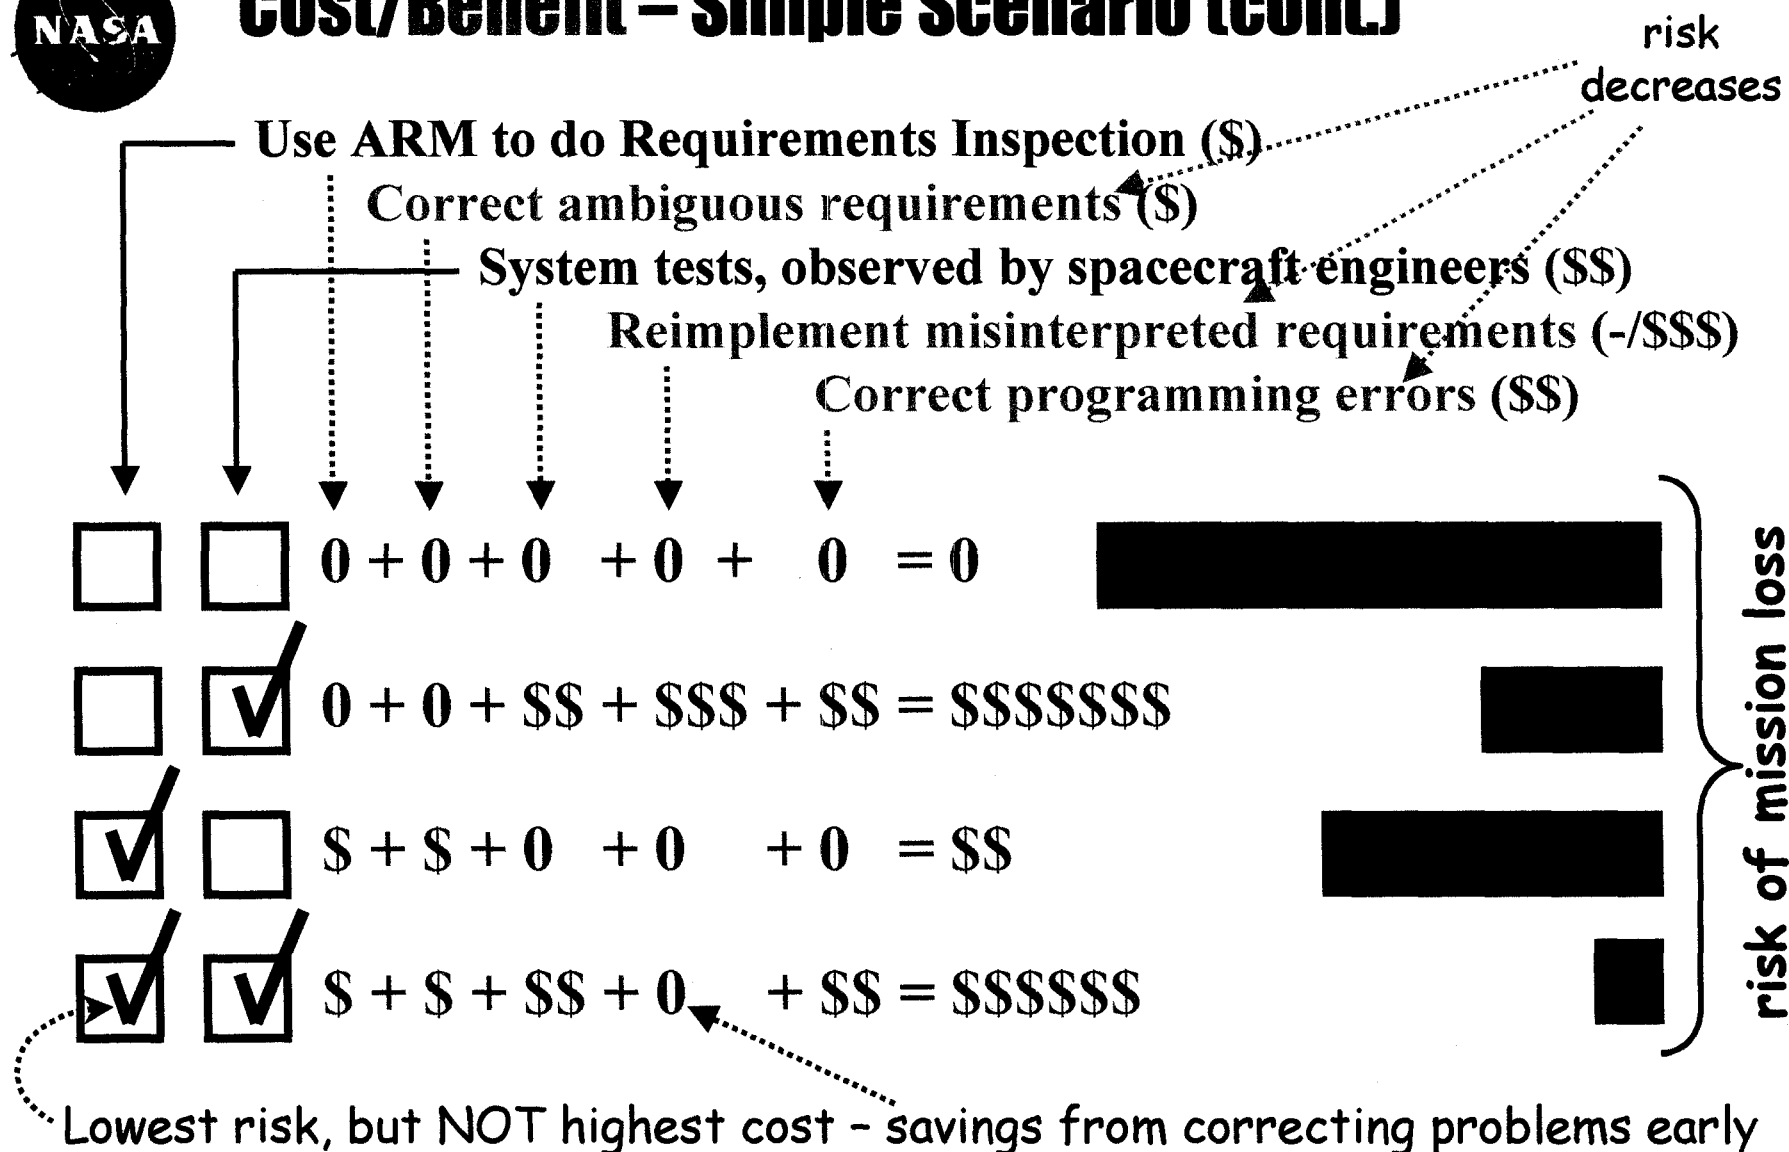 NASA
Cost/Benefit – Simple Scenario (cont.)
risk
decreases
Use ARM to do Requirements Inspection ($)
Correct ambiguous requirements ($)
System tests, observed by spacecraft engineers ($$)
Reimplement misinterpreted requirements (-/$$$)
Correct programming errors ($$)
0 + 0 + 0 + 0 + 0 = 0
0 + 0 + $$ + $$$ + $$ = $$$$$$$
$ + $ + 0 + 0 + 0 = $$
$ + $ + $$ + 0 + $$ = $$$$$$
risk of mission loss
Lowest risk, but NOT highest cost – savings from correcting problems early